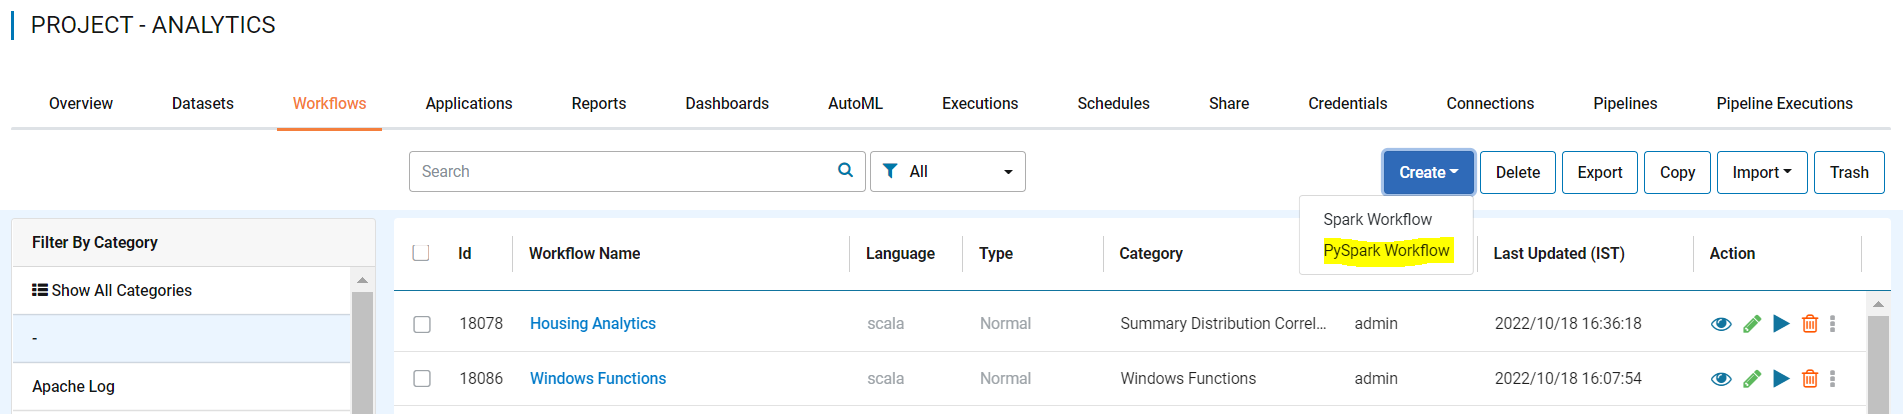 PROJECT - ANALYTICS
Overview Datasets Workflows Applications Reports Dashboards AutoML Executions Schedules Share Credentials Connections Pipelines Pipeline Executions
Search All Create Delete Export Copy Import Trash
Spark Workflow
PySpark Workflow
Filter By Category
Show All Categories
-
Apache Log
Id Workflow Name Language Type Category Last Updated (IST) Action
18078 Housing Analytics scala Normal Summary Distribution Correl... admin 2022/10/18 16:36:18
18086 Windows Functions scala Normal Windows Functions admin 2022/10/18 16:07:54